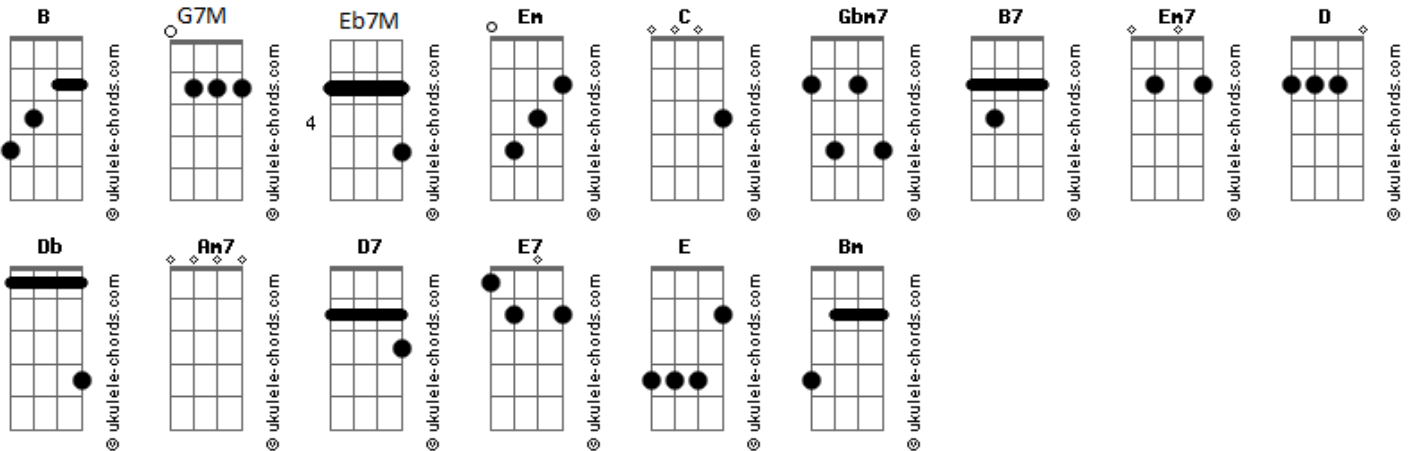 B G7M Eb7M Em C Gbm7 B7 Em7 D
© ukulele-chords.com © ukulele-chords.com © ukulele-chords.com © ukulele-chords.com © ukulele-chords.com © ukulele-chords.com © ukulele-chords.com © ukulele-chords.com © ukulele-chords.com
4
Db Am7 D7 E7 E Bm
© ukulele-chords.com © ukulele-chords.com © ukulele-chords.com © ukulele-chords.com © ukulele-chords.com © ukulele-chords.com